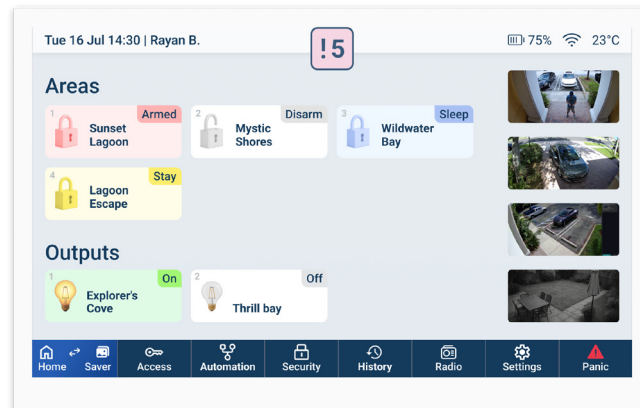 Tue 16 Jul 14:30 | Rayan B.
!5
75%
23°C
Areas
1
Armed
Sunset
Lagoon
2
Disarm
Mystic
Shores
3
Sleep
Wildwater
Bay
4
Stay
Lagoon
Escape
Outputs
1
On
Explorer's
Cove
2
Off
Thrill bay
Home
Saver
Access
Automation
Security
History
Radio
Settings
Panic